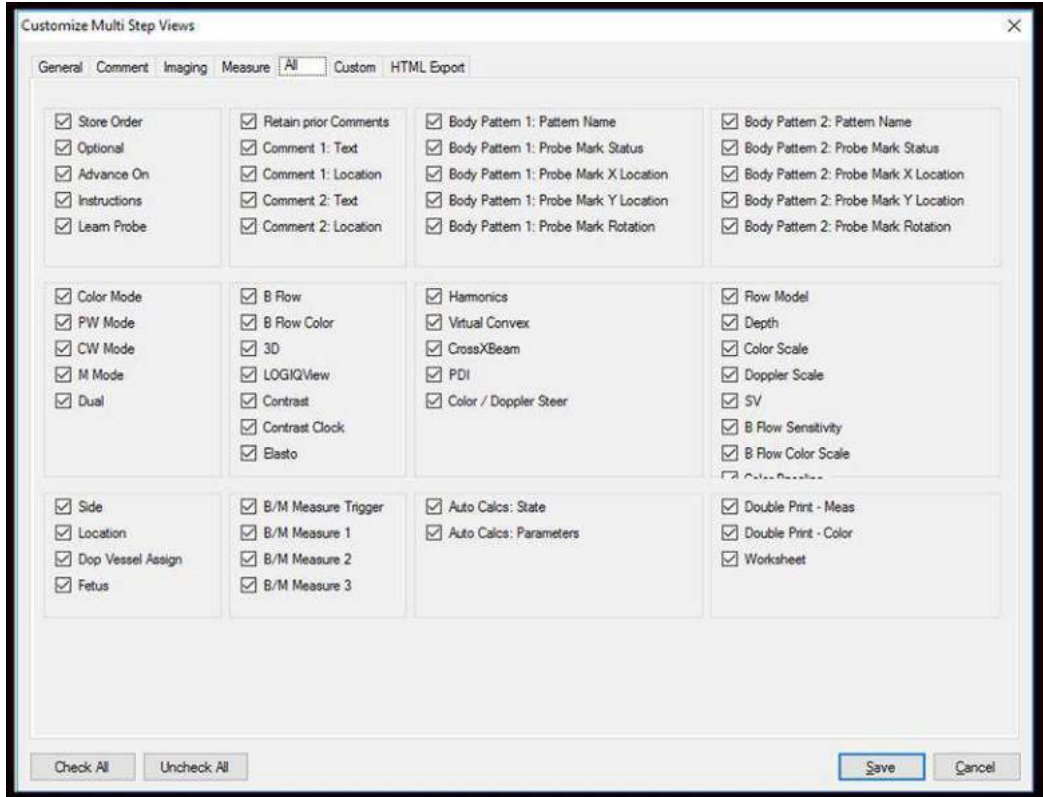 Customize Multi Step Views
General Comment Imaging Measure All Custom HTML Export
Store Order
Optional
Advance On
Instructions
Learn Probe
Retain prior Comments
Comment 1: Text
Comment 1: Location
Comment 2: Text
Comment 2: Location
Body Pattern 1: Pattern Name
Body Pattern 1: Probe Mark Status
Body Pattern 1: Probe Mark X Location
Body Pattern 1: Probe Mark Y Location
Body Pattern 1: Probe Mark Rotation
Body Pattern 2: Pattern Name
Body Pattern 2: Probe Mark Status
Body Pattern 2: Probe Mark X Location
Body Pattern 2: Probe Mark Y Location
Body Pattern 2: Probe Mark Rotation
Color Mode
PW Mode
CW Mode
M Mode
Dual
B Flow
B Flow Color
3D
LOGIQView
Contrast
Contrast Clock
Elasto
Harmonics
Virtual Convex
CrossXBeam
PDI
Color / Doppler Steer
Flow Model
Depth
Color Scale
Doppler Scale
SV
B Flow Sensitivity
B Flow Color Scale
Side
Location
Dop Vessel Assign
Fetus
B/M Measure Trigger
B/M Measure 1
B/M Measure 2
B/M Measure 3
Auto Calcs: State
Auto Calcs: Parameters
Double Print - Meas
Double Print - Color
Worksheet
Check All Uncheck All Save Cancel